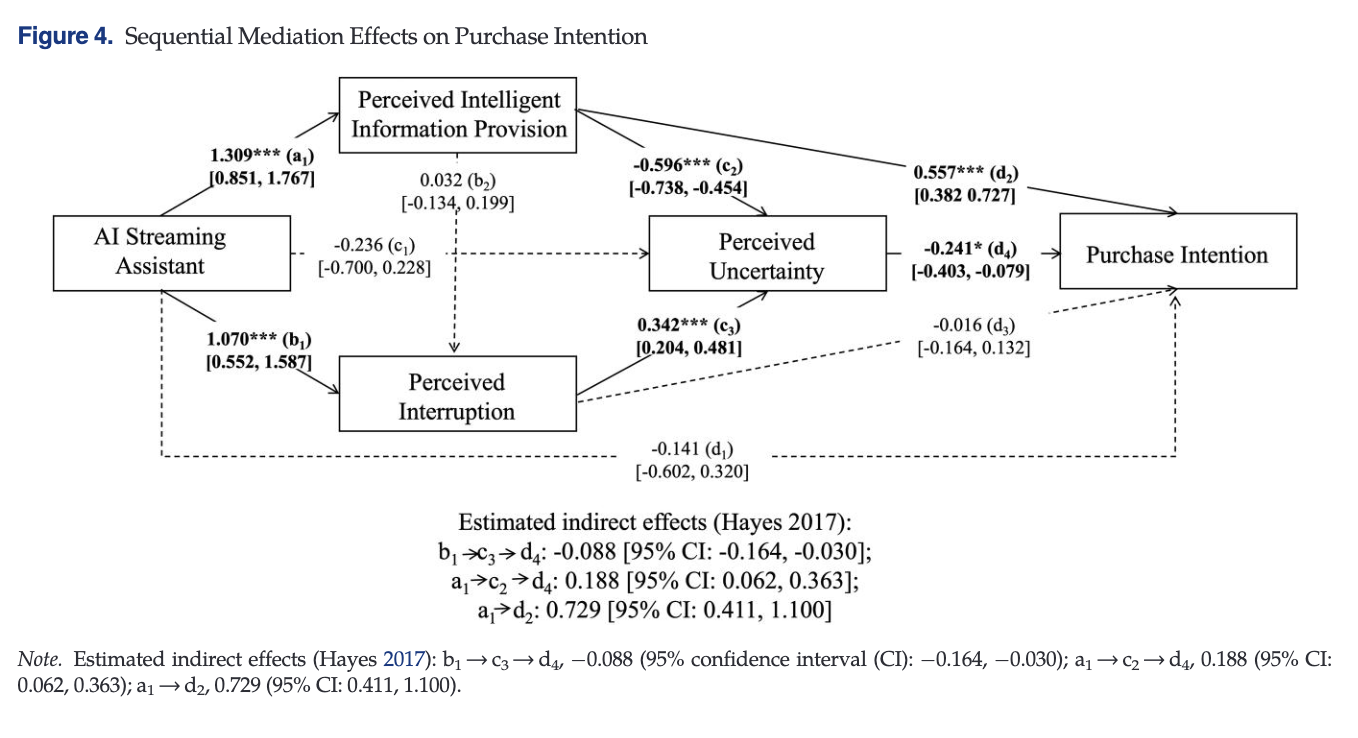 Figure 4. Sequential Mediation Effects on Purchase Intention
Perceived Intelligent
Information Provision
1.309*** (a₁)
[0.851, 1.767]
0.032 (b₂)
[-0.134, 0.199]
-0.596*** (c₂)
[-0.738, -0.454]
0.557*** (d₂)
[0.382 0.727]
AI Streaming
Assistant
-0.236 (c₁)
[-0.700, 0.228]
Perceived
Uncertainty
-0.241* (d₄)
[-0.403, -0.079]
Purchase Intention
1.070*** (b₁)
[0.552, 1.587]
0.342*** (c₃)
[0.204, 0.481]
-0.016 (d₃)
[-0.164, 0.132]
Perceived
Interruption
-0.141 (d₁)
[-0.602, 0.320]
Estimated indirect effects (Hayes 2017):
b₁→c₃→d₄: -0.088 [95% CI: -0.164, -0.030];
a₁→c₂→d₄: 0.188 [95% CI: 0.062, 0.363];
a₁→d₂: 0.729 [95% CI: 0.411, 1.100]
Note. Estimated indirect effects (Hayes 2017): b₁→c₃→d₄, −0.088 (95% confidence interval (CI): −0.164, −0.030); a₁→c₂→d₄, 0.188 (95% CI:
0.062, 0.363); a₁→d₂, 0.729 (95% CI: 0.411, 1.100).